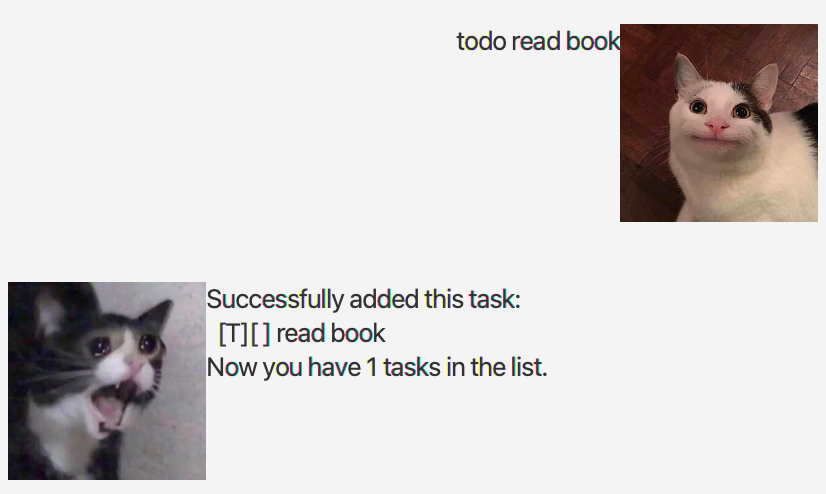 todo read book
Successfully added this task:
[T][ ] read book
Now you have 1 tasks in the list.